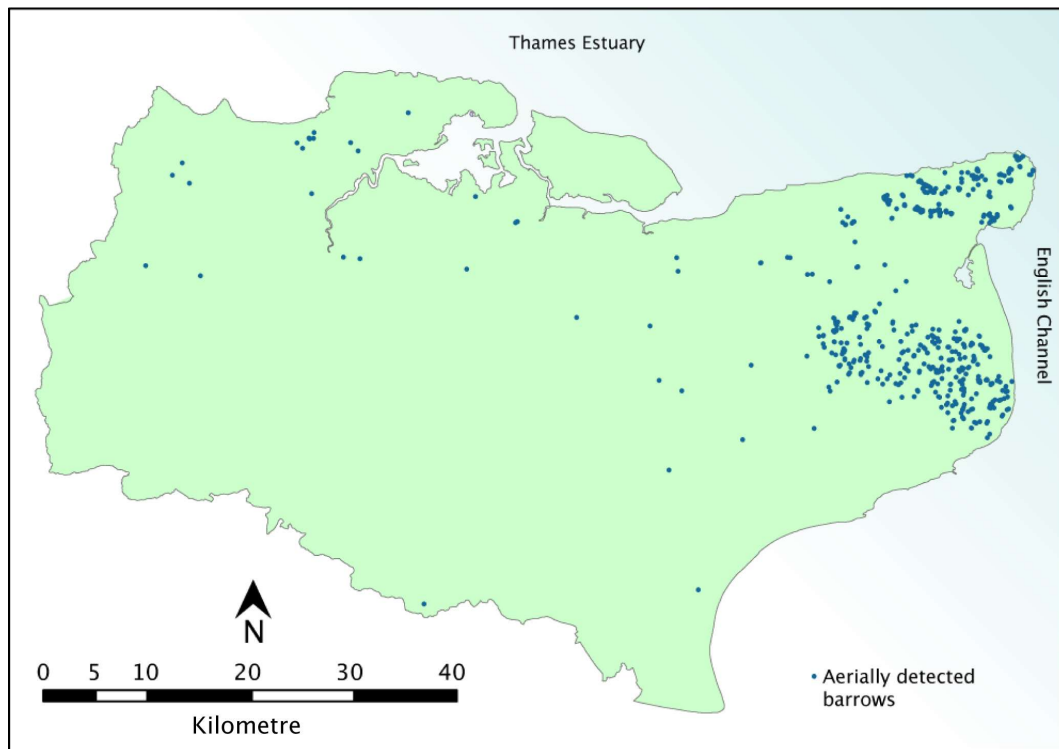 Thames Estuary
English Channel
N
0 5 10 20 30 40
Kilometre
Aerially detected
barrows